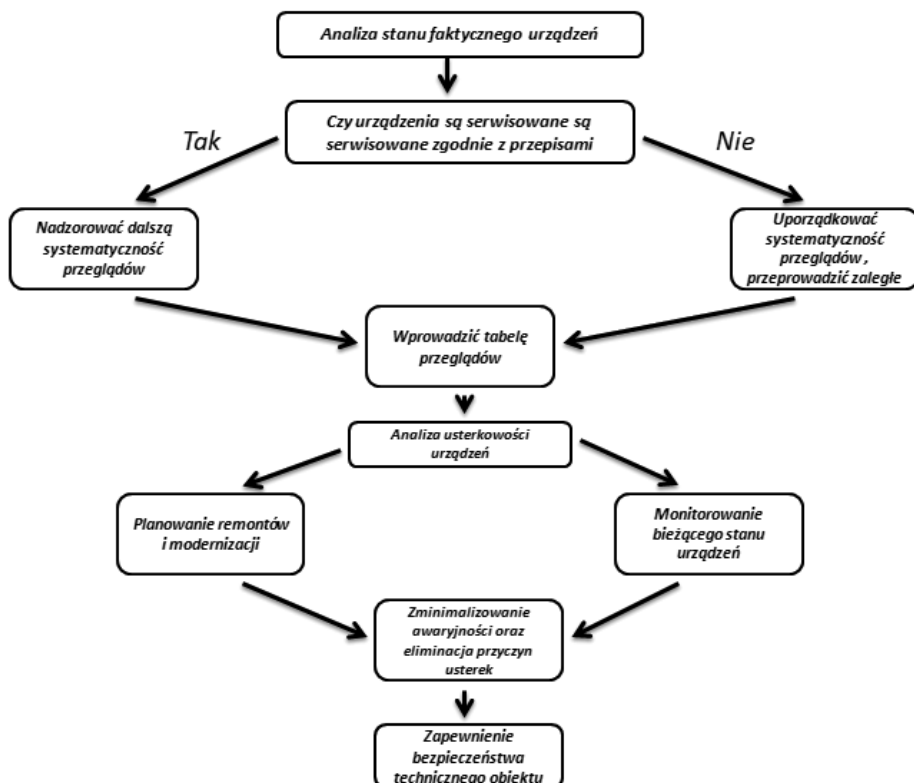 Analiza stanu faktycznego urządzeń
Czy urządzenia są serwisowane są
serwisowane zgodnie z przepisami
Tak
Nie
Nadzorować dalszą
systematyczność
przeglądów
Uporządkować
systematyczność
przeglądów ,
przeprowadzić zaległe
Wprowadzić tabelę
przeglądów
Analiza usterkowości
urządzeń
Planowanie remontów
i modernizacji
Monitorowanie
bieżącego stanu
urządzeń
Zminimalizowanie
awaryjności oraz
eliminacja przyczyn
usterek
Zapewnienie
bezpieczeństwa
technicznego obiektu